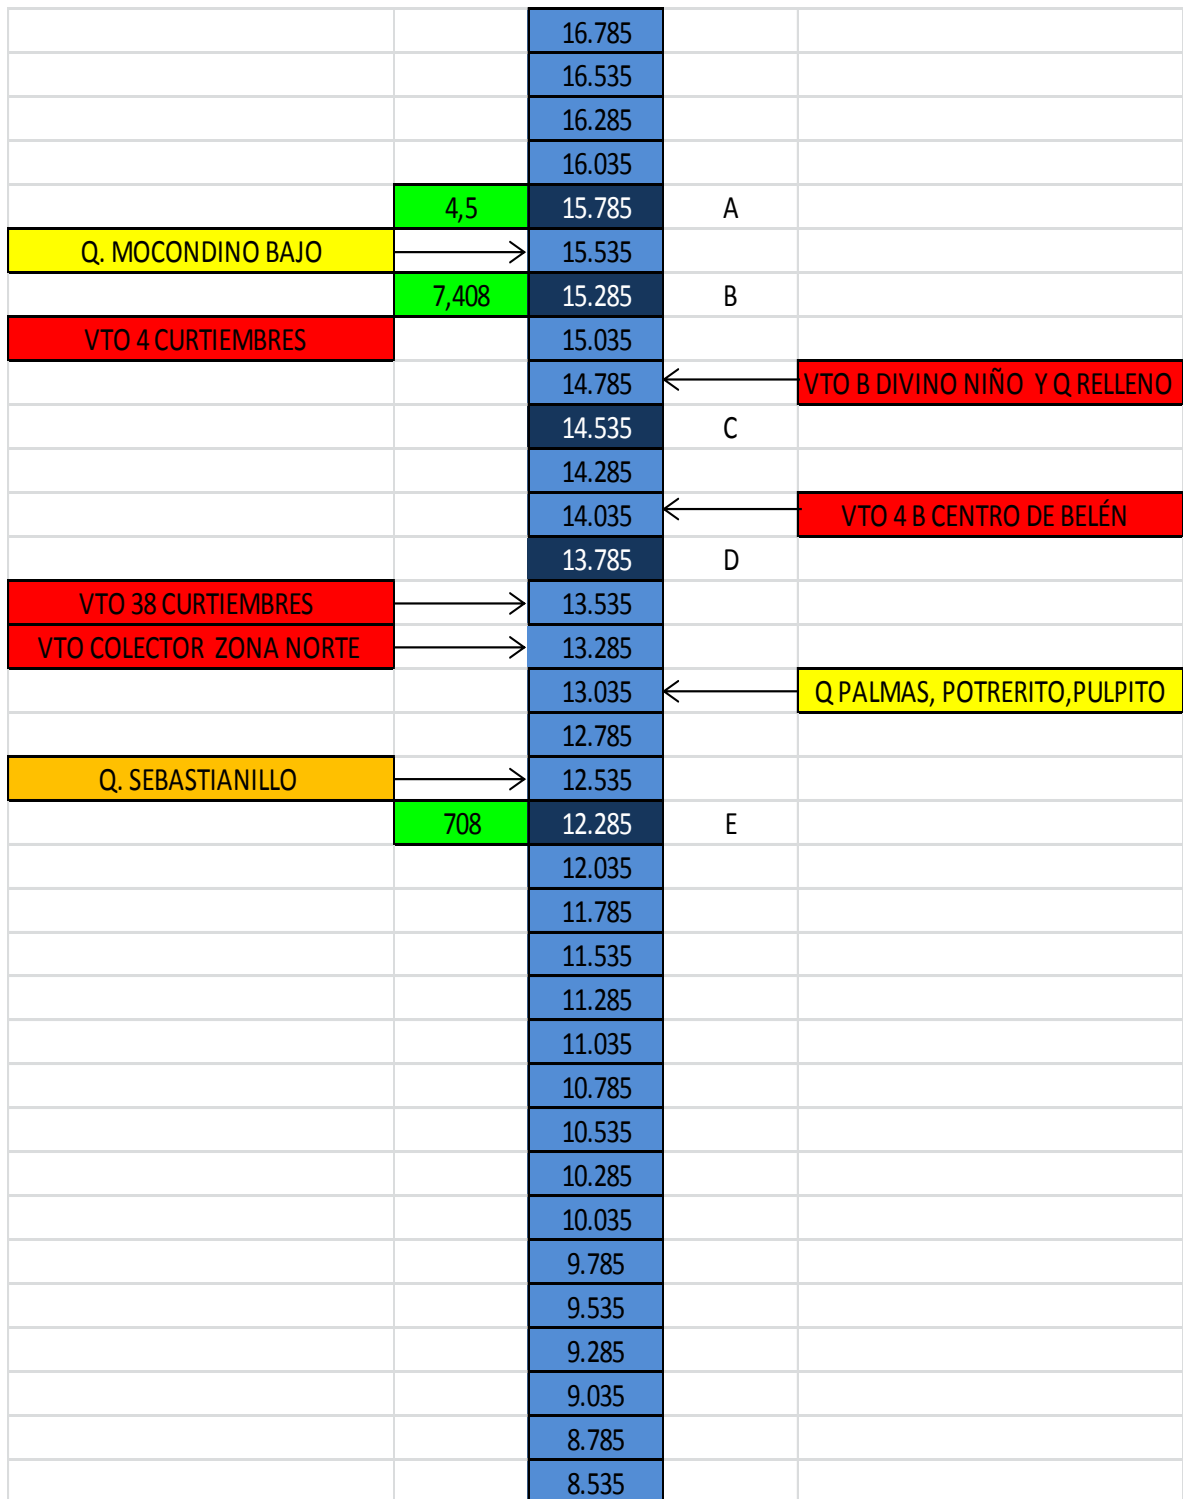 16.785
16.535
16.285
16.035
4,5 15.785 A
Q. MOCONDINO BAJO 15.535
7,408 15.285 B
VTO 4 CURTIEMBRES 15.035
14.785 VTO B DIVINO NIÑO Y Q RELLENO
14.535 C
14.285
14.035 VTO 4 B CENTRO DE BELÉN
13.785 D
VTO 38 CURTIEMBRES 13.535
VTO COLECTOR ZONA NORTE 13.285
13.035 Q PALMAS, POTRERITO,PULPITO
12.785
Q. SEBASTIANILLO 12.535
708 12.285 E
12.035
11.785
11.535
11.285
11.035
10.785
10.535
10.285
10.035
9.785
9.535
9.285
9.035
8.785
8.535